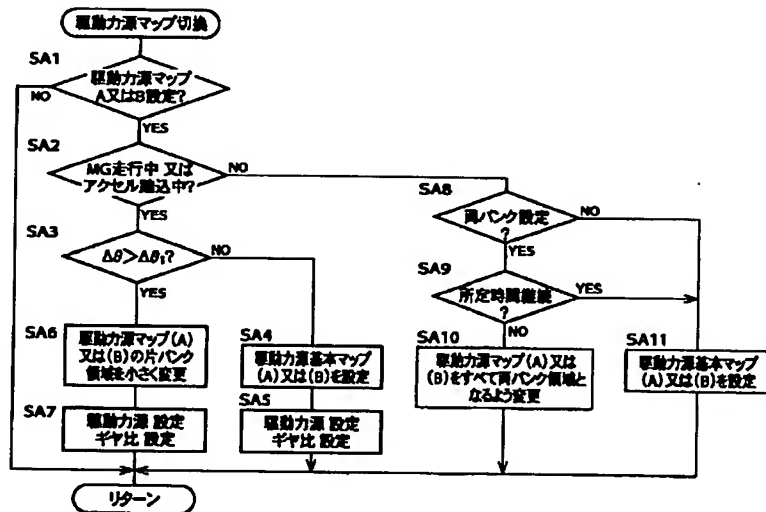 駆動力源マップ切換
SA1
駆動力源マップ
A又はB設定?
NO
YES
SA2
MG走行中 又は
アクセル踏込中?
NO
YES
SA3
Δθ>Δθ₁?
NO
YES
SA6
駆動力源マップ(A)
又は(B)の片バンク
領域を小さく変更
SA7
駆動力源 設定
ギヤ比 設定
SA4
駆動力源基本マップ
(A)又は(B)を設定
SA5
駆動力源 設定
ギヤ比 設定
SA8
両バンク設定
?
NO
YES
SA9
所定時間継続
?
YES
NO
SA10
駆動力源マップ(A)又は
(B)をすべて両バンク領域と
なるよう変更
SA11
駆動力源基本マップ
(A)又は(B)を設定
リターン